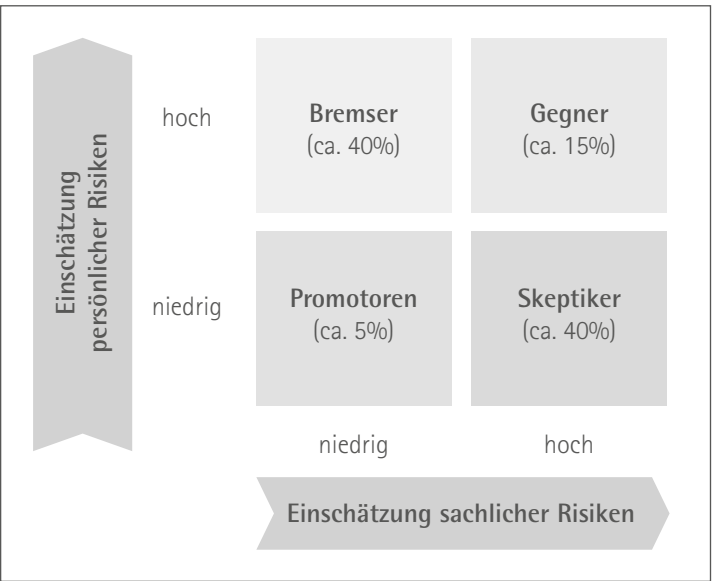 Einschätzung
persönlicher Risiken
hoch
Bremser
(ca. 40%)
Gegner
(ca. 15%)
niedrig
Promotoren
(ca. 5%)
Skeptiker
(ca. 40%)
niedrig
hoch
Einschätzung sachlicher Risiken